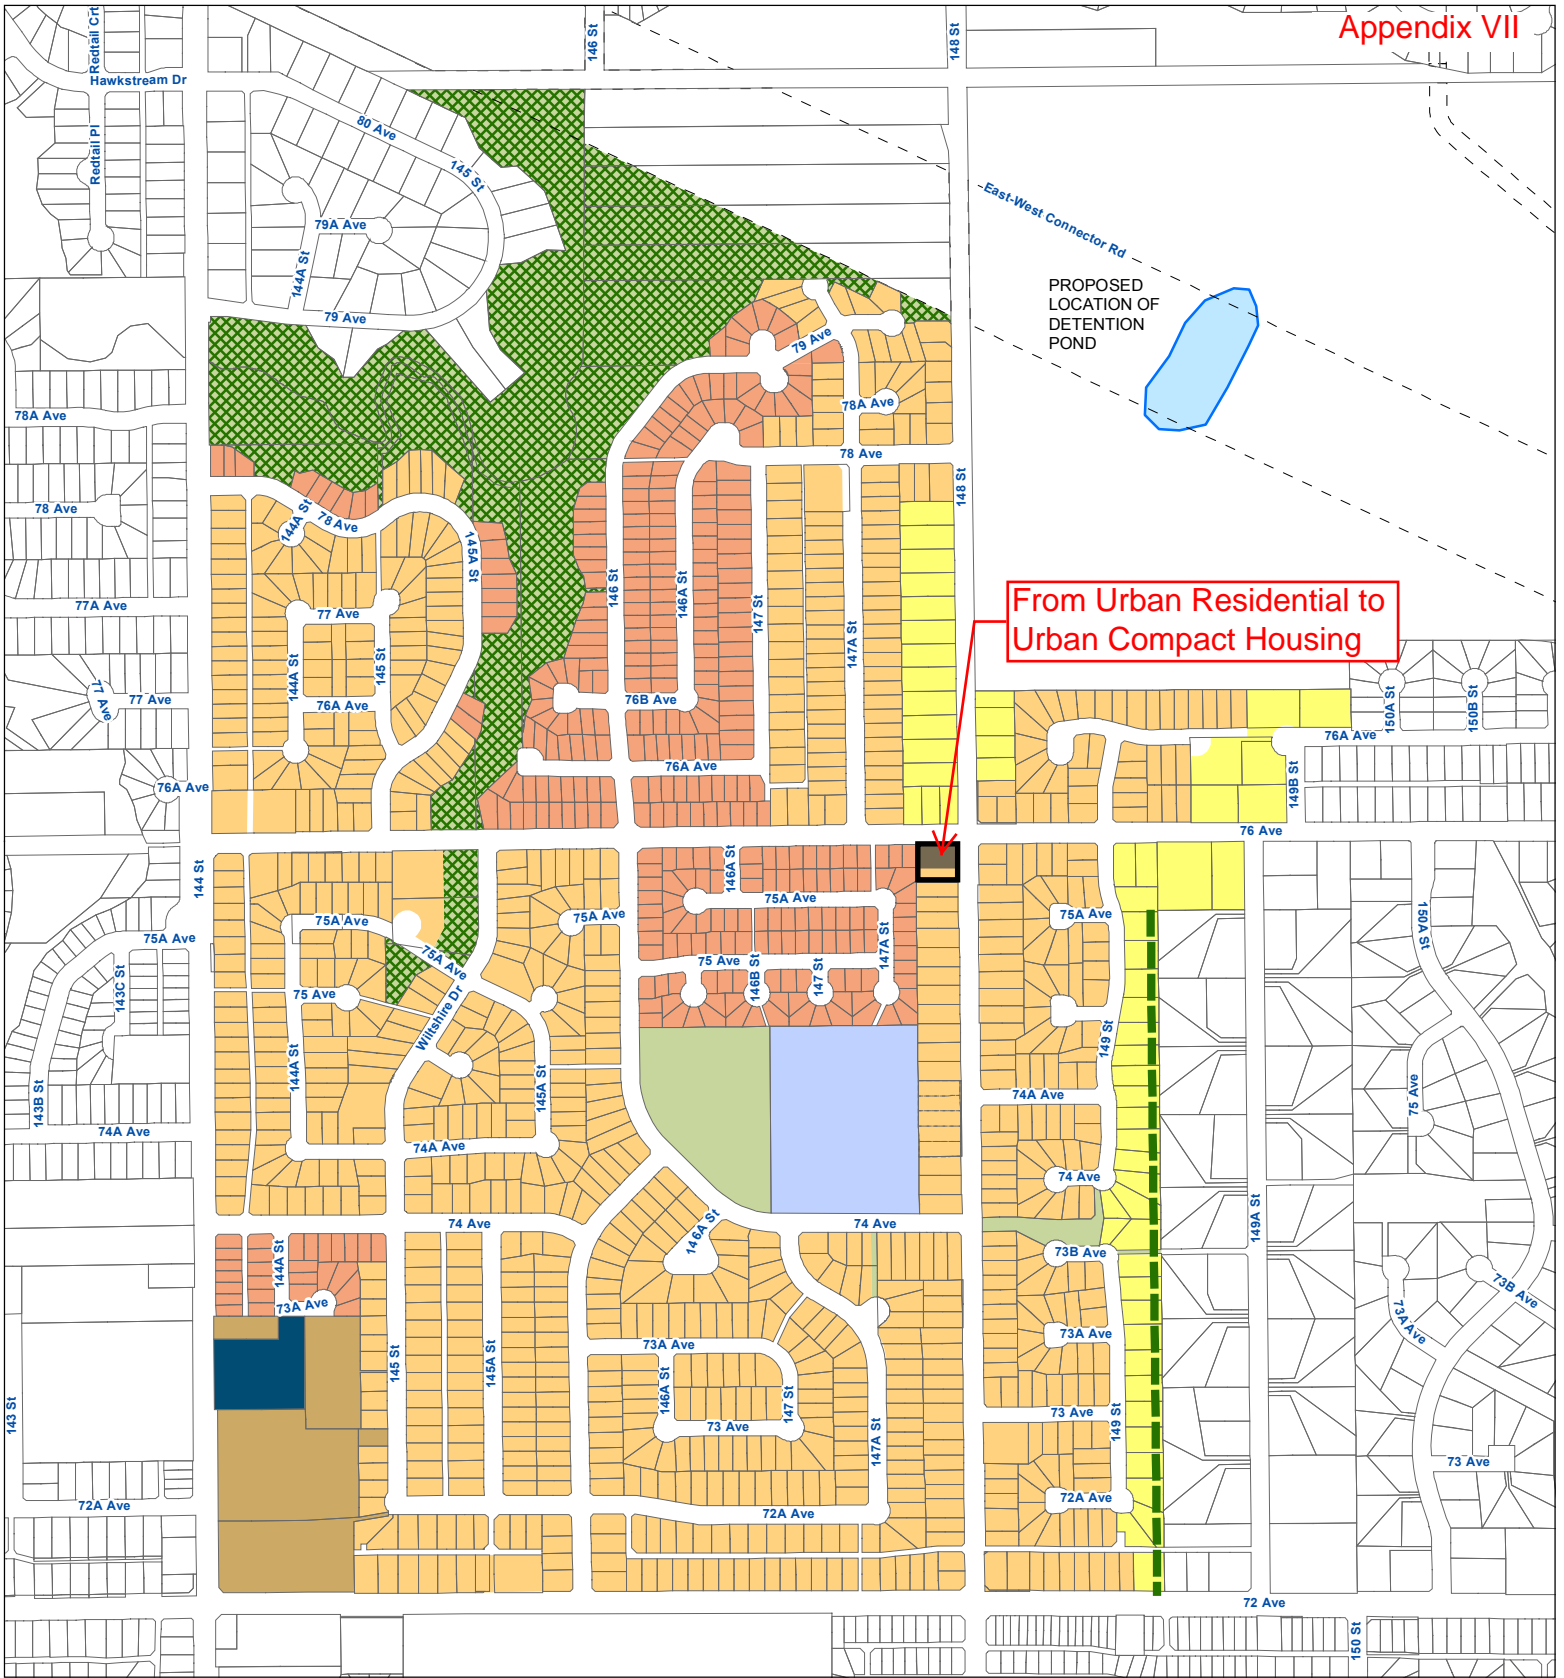 Appendix VII
Redtail Crt
146 St
148 St
Hawkstream Dr
80 Ave
Redtail Pl
145 St
East-West Connector Rd
79A Ave
144A St
79 Ave
PROPOSED
LOCATION OF
DETENTION
POND
79 Ave
78A Ave
78A Ave
78 Ave
148 St
78 Ave
144A St
78 Ave
145A St
146 St
146A St
147 St
147A St
77A Ave
77 Ave
From Urban Residential to
Urban Compact Housing
144A St
145 St
77 Ave
77 Ave
76A Ave
76B Ave
150A St
150B St
76A Ave
76A Ave
76A Ave
149B St
76 Ave
144 St
146A St
75A Ave
75A Ave
75A Ave
75A Ave
75A Ave
75A Ave
150A St
143C St
75 Ave
Wiltshire Dr
75 Ave
146B St
147 St
147A St
149 St
144A St
145A St
143B St
74A Ave
74A Ave
74A Ave
75 Ave
74 Ave
74 Ave
74 Ave
146A St
149A St
144A St
73B Ave
73B Ave
73A Ave
73A Ave
73A Ave
73A Ave
143 St
145 St
145A St
146A St
147 St
73 Ave
147A St
73 Ave
149 St
73 Ave
72A Ave
72A Ave
72A Ave
72 Ave
150 St